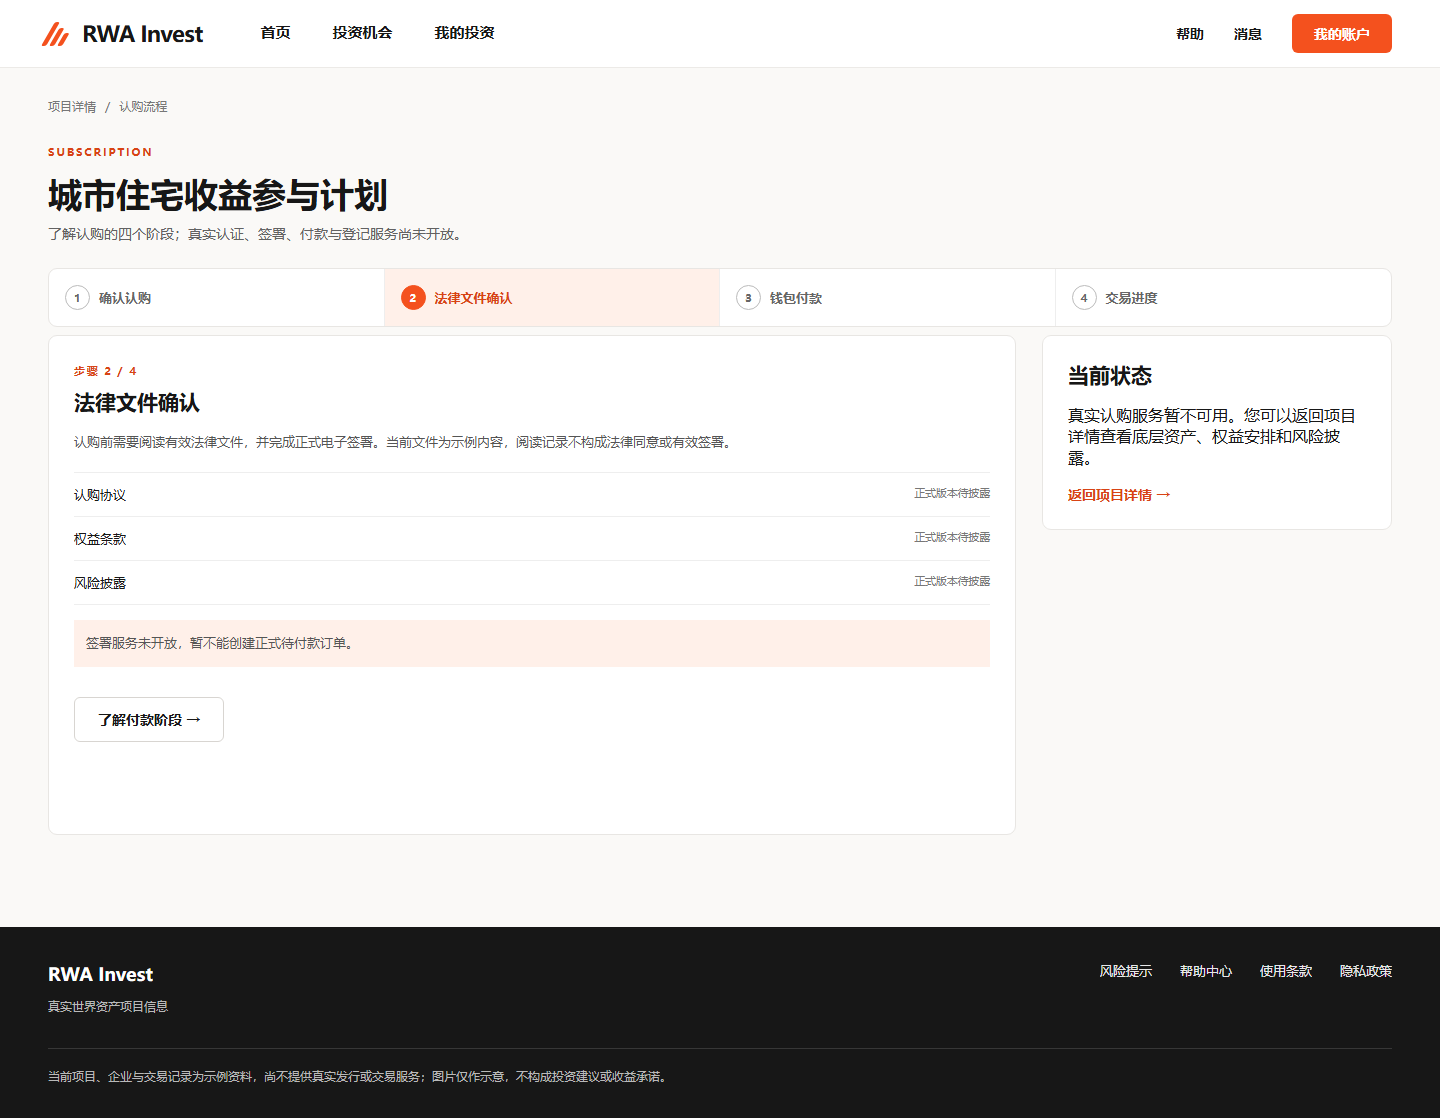 RWA Invest
首页
投资机会
我的投资
帮助
消息
我的账户
项目详情 / 认购流程
SUBSCRIPTION
城市住宅收益参与计划
了解认购的四个阶段；真实认证、签署、付款与登记服务尚未开放。
1 确认认购
2 法律文件确认
3 钱包付款
4 交易进度
步骤 2 / 4
法律文件确认
认购前需要阅读有效法律文件，并完成正式电子签署。当前文件为示例内容，阅读记录不构成法律同意或有效签署。
认购协议 正式版本待披露
权益条款 正式版本待披露
风险披露 正式版本待披露
签署服务未开放，暂不能创建正式待付款订单。
了解付款阶段 →
当前状态
真实认购服务暂不可用。您可以返回项目
详情查看底层资产、权益安排和风险披
露。
返回项目详情 →
RWA Invest
真实世界资产项目信息
风险提示
帮助中心
使用条款
隐私政策
当前项目、企业与交易记录为示例资料，尚不提供真实发行或交易服务；图片仅作示意，不构成投资建议或收益承诺。